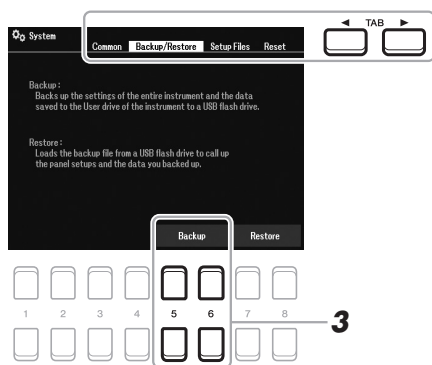 ◀ TAB ▶
System
Common Backup/Restore Setup Files Reset
Backup :
Backs up the settings of the entire instrument and the data
saved to the User drive of the instrument to a USB flash drive.
Restore :
Loads the backup file from a USB flash drive to call up
the panel setups and the data you backed up.
Backup Restore
1 2 3 4 5 6 7 8
3